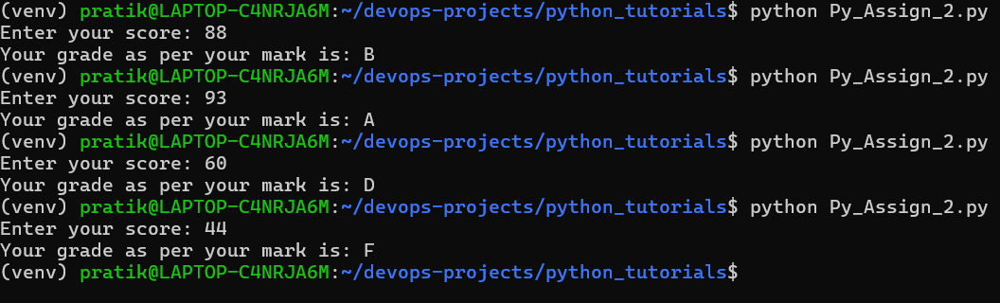 (venv) pratik@LAPTOP-C4NRJA6M:~/devops-projects/python_tutorials$ python Py_Assign_2.py
Enter your score: 88
Your grade as per your mark is: B
(venv) pratik@LAPTOP-C4NRJA6M:~/devops-projects/python_tutorials$ python Py_Assign_2.py
Enter your score: 93
Your grade as per your mark is: A
(venv) pratik@LAPTOP-C4NRJA6M:~/devops-projects/python_tutorials$ python Py_Assign_2.py
Enter your score: 60
Your grade as per your mark is: D
(venv) pratik@LAPTOP-C4NRJA6M:~/devops-projects/python_tutorials$ python Py_Assign_2.py
Enter your score: 44
Your grade as per your mark is: F
(venv) pratik@LAPTOP-C4NRJA6M:~/devops-projects/python_tutorials$